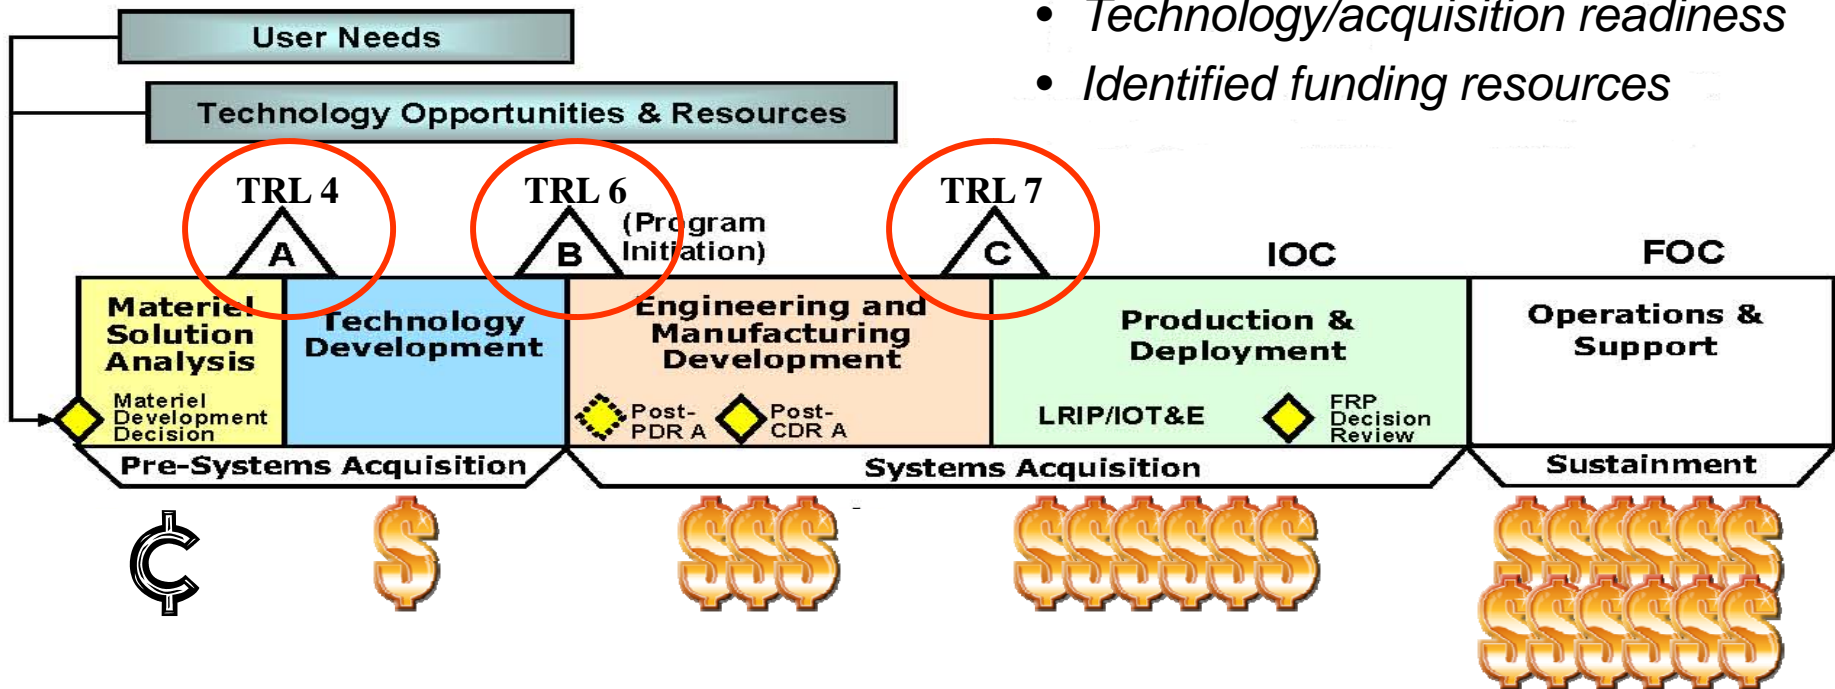 • Technology/acquisition readiness
• Identified funding resources
User Needs
Technology Opportunities & Resources
TRL 4
TRL 6
TRL 7
A
B
(Program
Initiation)
C
IOC
FOC
Materiel
Solution
Analysis
Technology
Development
Engineering and
Manufacturing
Development
Production &
Deployment
Operations &
Support
Materiel
Development
Decision
Post-
PDR A
Post-
CDR A
LRIP/IOT&E
FRP
Decision
Review
Pre-Systems Acquisition
Systems Acquisition
Sustainment
¢
$
$$$
$$$$$$
$$$$$$
$$$$$$